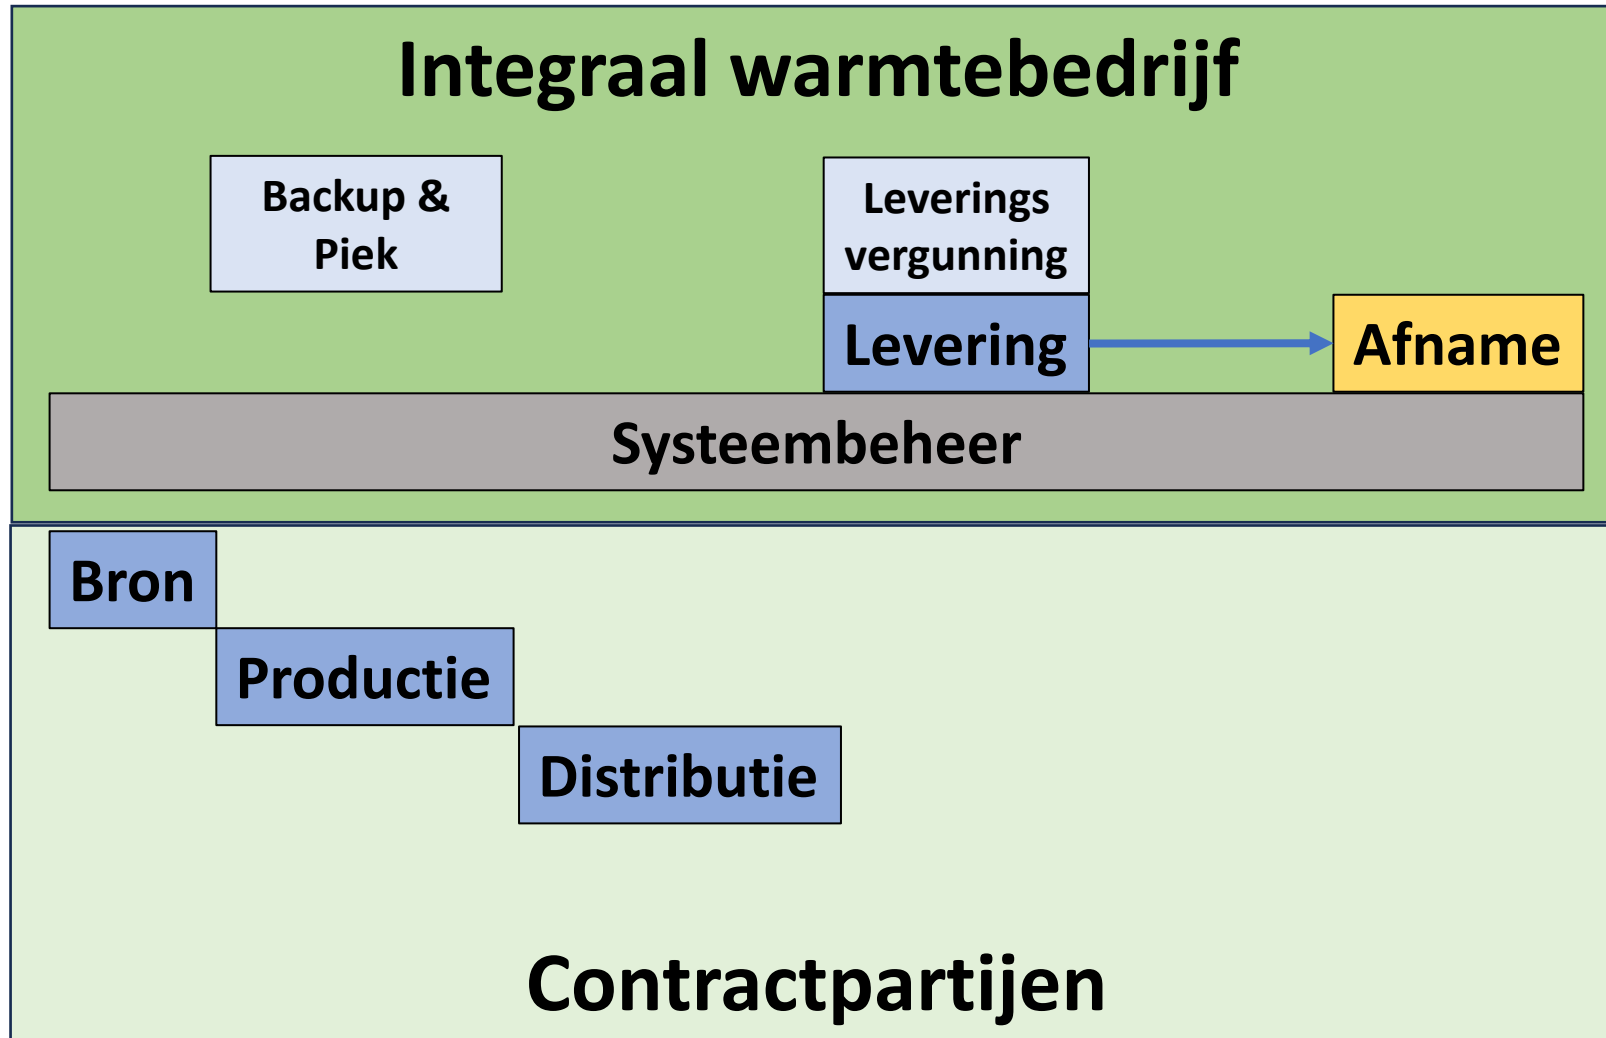 Integraal warmtebedrijf
Backup &
Piek
Leverings
vergunning
Levering
Afname
Systeembeheer
Bron
Productie
Distributie
Contractpartijen